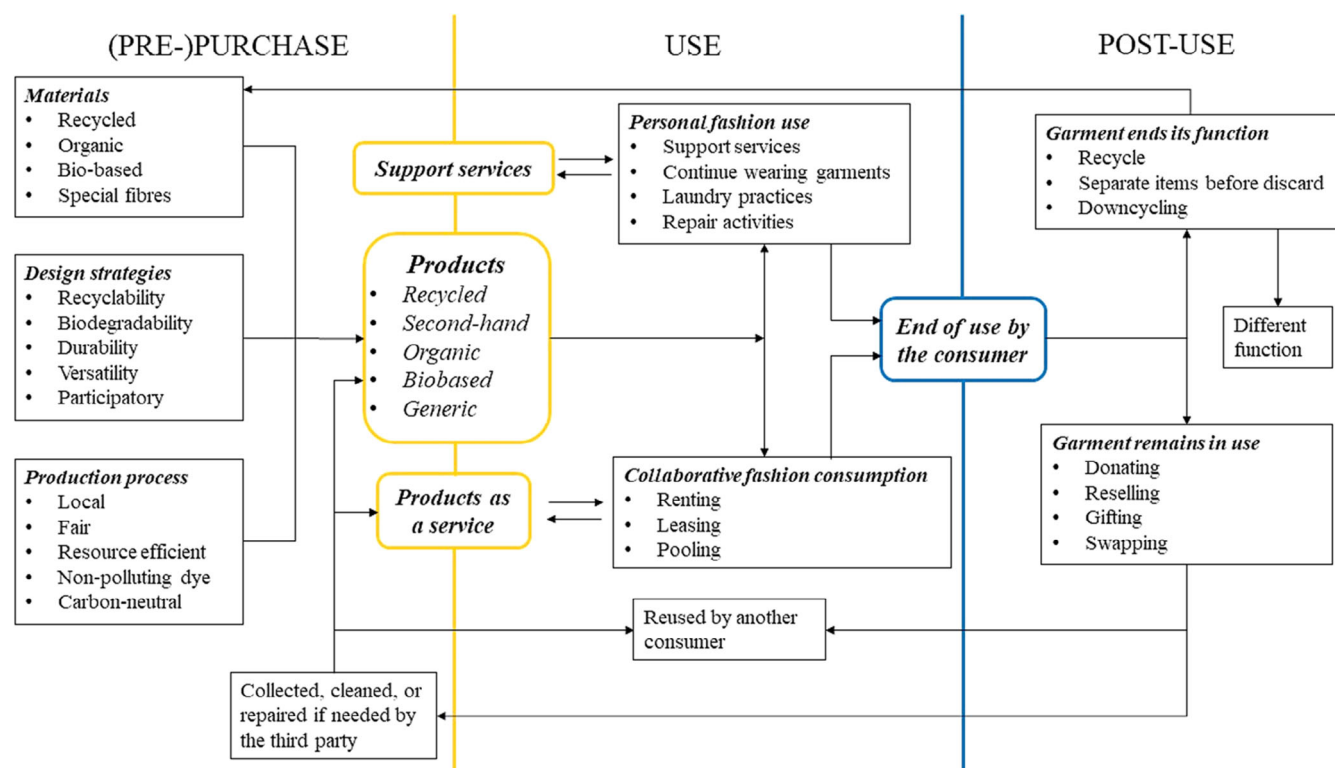 (PRE-)PURCHASE
USE
POST-USE
Materials
• Recycled
• Organic
• Bio-based
• Special fibres
Design strategies
• Recyclability
• Biodegradability
• Durability
• Versatility
• Participatory
Production process
• Local
• Fair
• Resource efficient
• Non-polluting dye
• Carbon-neutral
Collected, cleaned, or
repaired if needed by
the third party
Support services
Products
• Recycled
• Second-hand
• Organic
• Biobased
• Generic
Products as
a service
Personal fashion use
• Support services
• Continue wearing garments
• Laundry practices
• Repair activities
Collaborative fashion consumption
• Renting
• Leasing
• Pooling
Reused by another
consumer
End of use by
the consumer
Garment ends its function
• Recycle
• Separate items before discard
• Downcycling
Different
function
Garment remains in use
• Donating
• Reselling
• Gifting
• Swapping